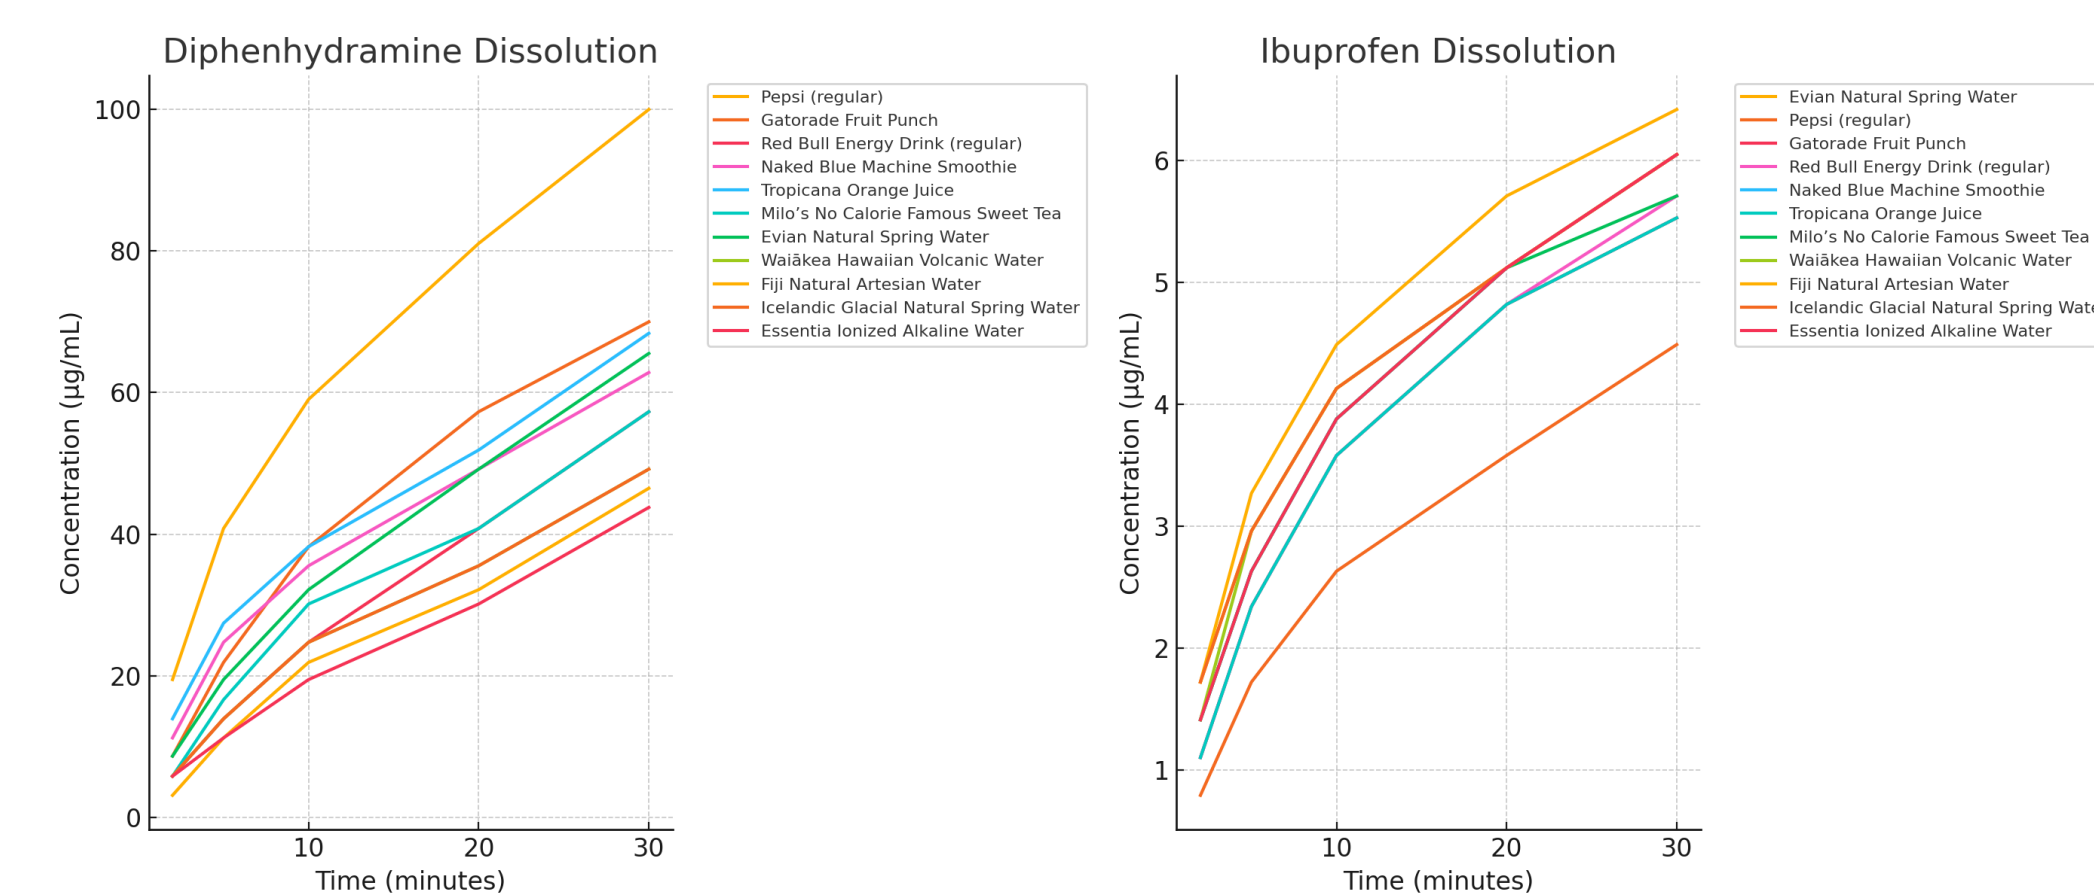 Diphenhydramine Dissolution
100
80
60
40
20
0
Concentration (µg/mL)
10 20 30
Time (minutes)
Pepsi (regular)
Gatorade Fruit Punch
Red Bull Energy Drink (regular)
Naked Blue Machine Smoothie
Tropicana Orange Juice
Milo’s No Calorie Famous Sweet Tea
Evian Natural Spring Water
Waiākea Hawaiian Volcanic Water
Fiji Natural Artesian Water
Icelandic Glacial Natural Spring Water
Essentia Ionized Alkaline Water
Ibuprofen Dissolution
6
5
4
3
2
1
Concentration (µg/mL)
10 20 30
Time (minutes)
Evian Natural Spring Water
Pepsi (regular)
Gatorade Fruit Punch
Red Bull Energy Drink (regular)
Naked Blue Machine Smoothie
Tropicana Orange Juice
Milo’s No Calorie Famous Sweet Tea
Waiākea Hawaiian Volcanic Water
Fiji Natural Artesian Water
Icelandic Glacial Natural Spring Wate
Essentia Ionized Alkaline Water